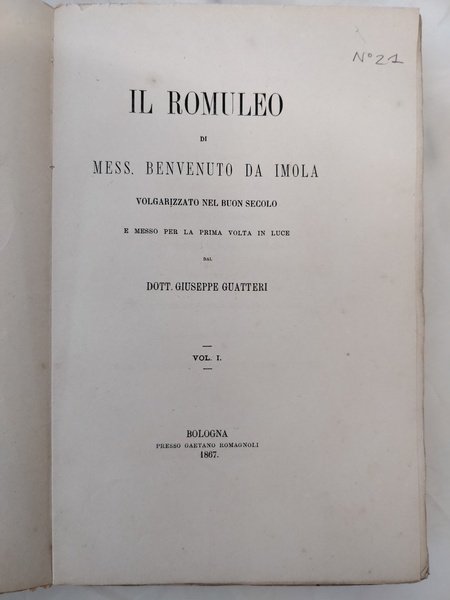 Nº 21
IL ROMULEO
DI
MESS. BENVENUTO DA IMOLA
VOLGARIZZATO NEL BUON SECOLO
E MESSO PER LA PRIMA VOLTA IN LUCE
DAL
DOTT. GIUSEPPE GUATTERI
VOL. I.
BOLOGNA
PRESSO GAETANO ROMAGNOLI
1867.